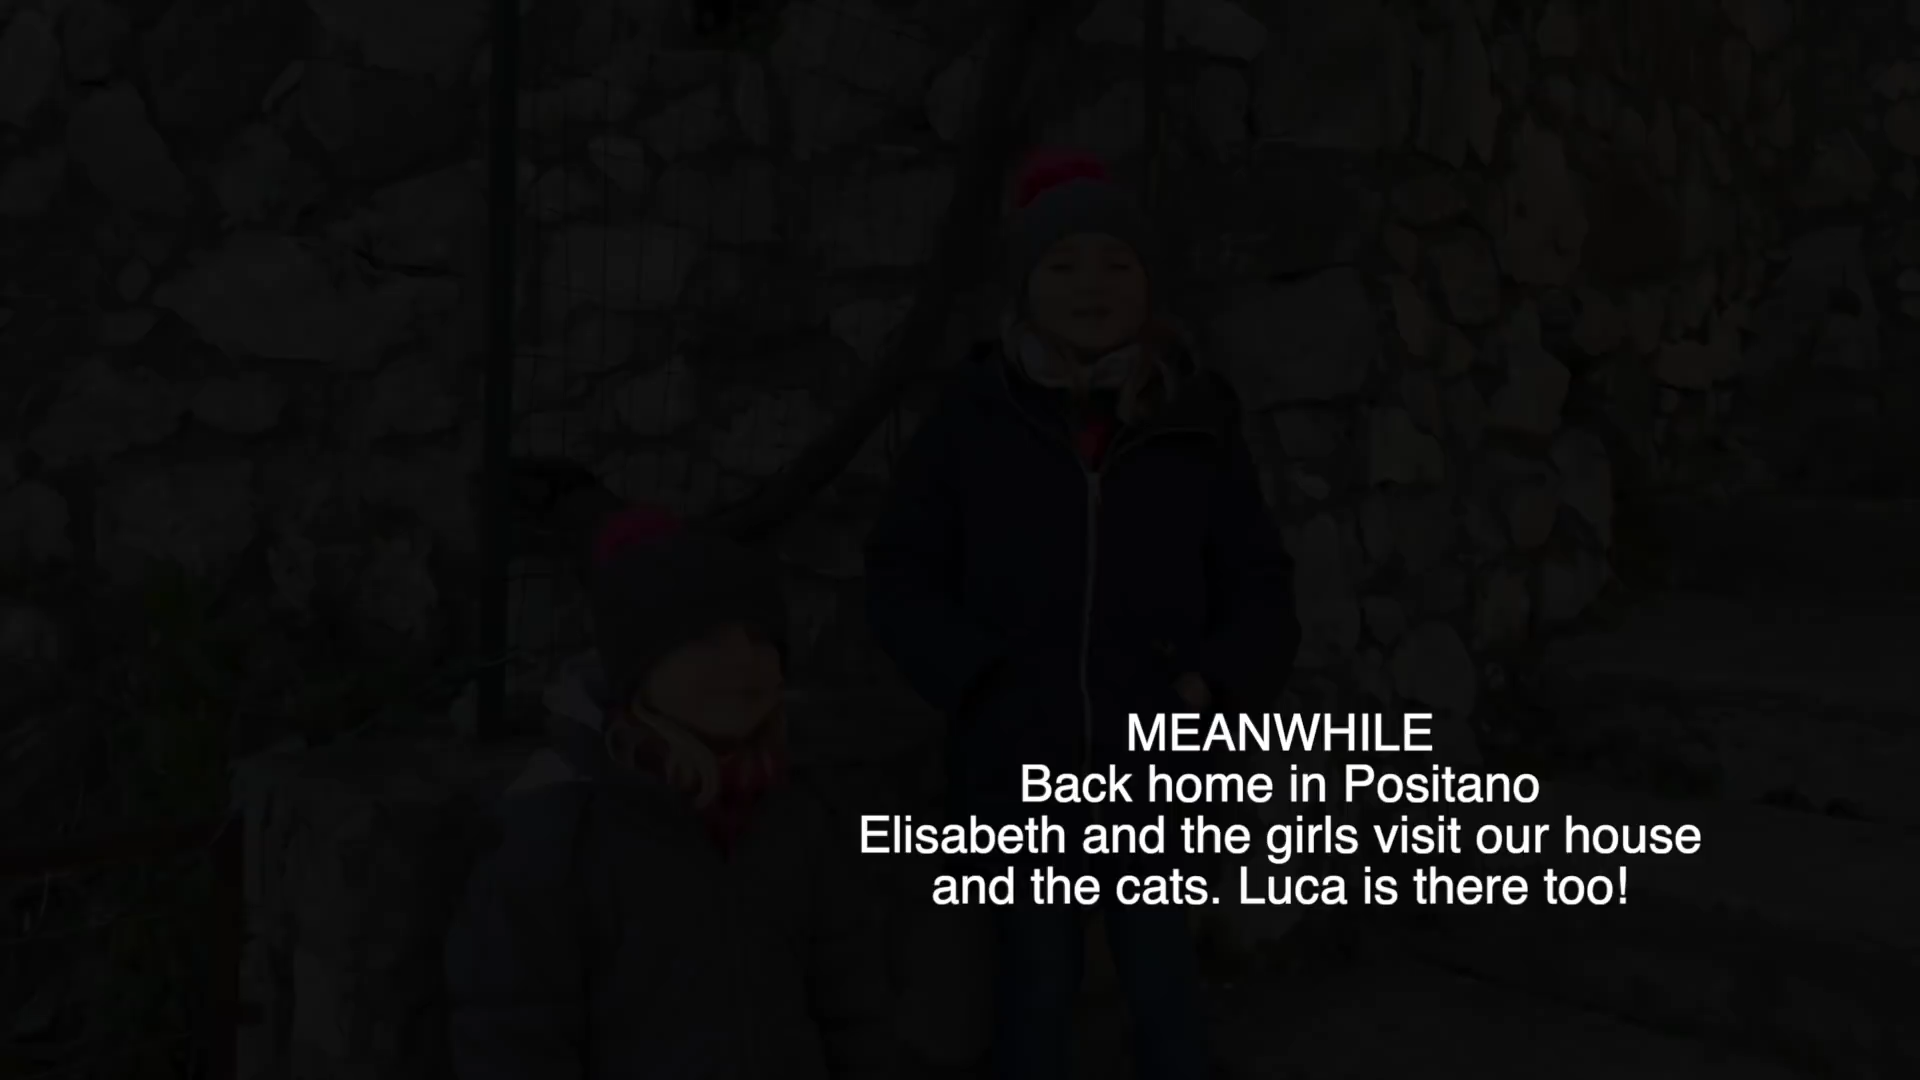 MEANWHILE
Back home in Positano
Elisabeth and the girls visit our house
and the cats. Luca is there too!